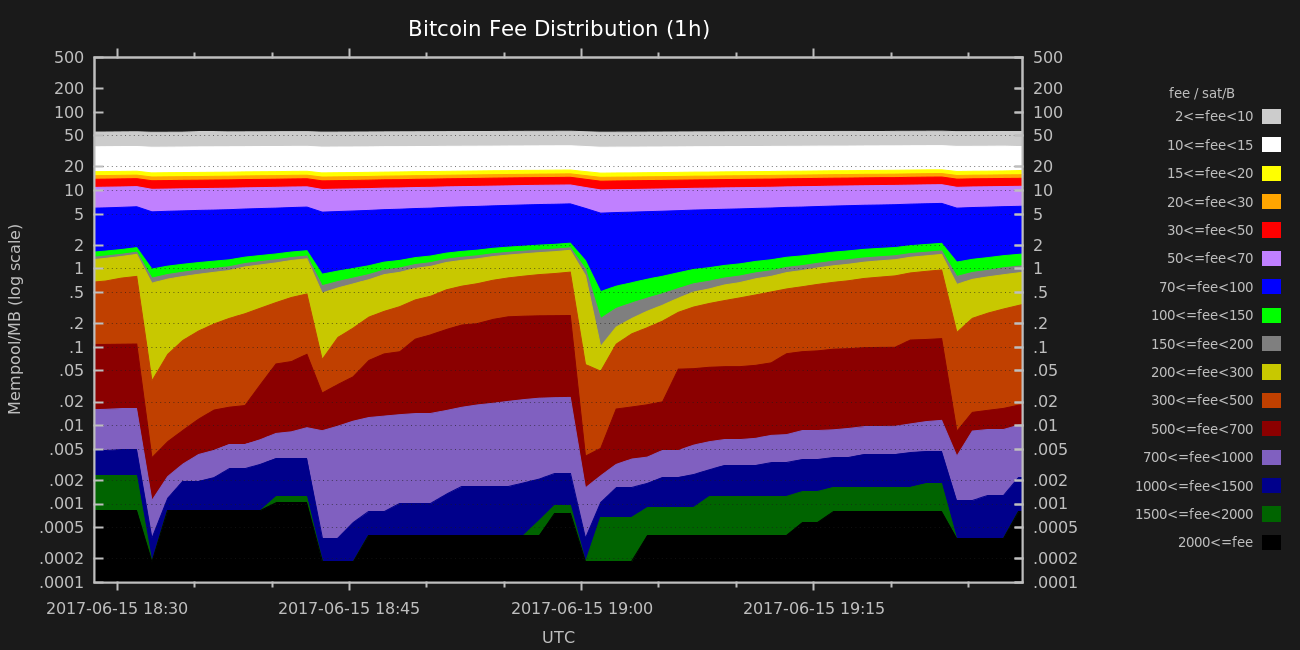 Bitcoin Fee Distribution (1h)
Mempool/MB (log scale)
500
200
100
50
20
10
5
2
1
.5
.2
.1
.05
.02
.01
.005
.002
.001
.0005
.0002
.0001
500
200
100
50
20
10
5
2
1
.5
.2
.1
.05
.02
.01
.005
.002
.001
.0005
.0002
.0001
2017-06-15 18:30 2017-06-15 18:45 2017-06-15 19:00 2017-06-15 19:15
UTC
fee / sat/B
2<=fee<10
10<=fee<15
15<=fee<20
20<=fee<30
30<=fee<50
50<=fee<70
70<=fee<100
100<=fee<150
150<=fee<200
200<=fee<300
300<=fee<500
500<=fee<700
700<=fee<1000
1000<=fee<1500
1500<=fee<2000
2000<=fee